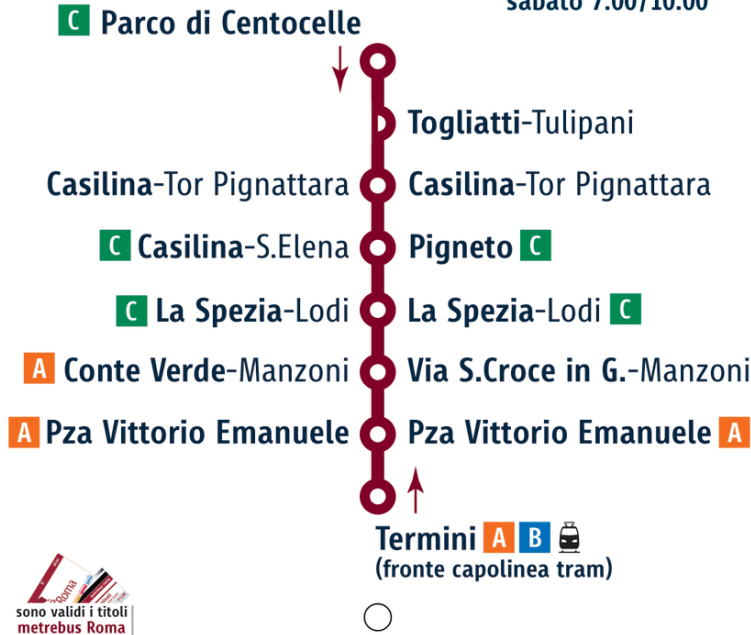 sabato 7.00/10.00
C Parco di Centocelle
Togliatti-Tulipani
Casilina-Tor Pignattara Casilina-Tor Pignattara
C Casilina-S.Elena Pigneto C
C La Spezia-Lodi La Spezia-Lodi C
A Conte Verde-Manzoni Via S.Croce in G.-Manzoni
A Pza Vittorio Emanuele Pza Vittorio Emanuele A
Termini A B
(fronte capolinea tram)
Roma
sono validi i titoli
metrebus Roma